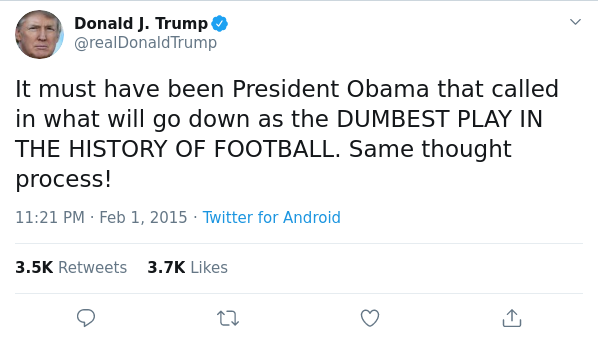 Donald J. Trump
@realDonaldTrump
It must have been President Obama that called
in what will go down as the DUMBEST PLAY IN
THE HISTORY OF FOOTBALL. Same thought
process!
11:21 PM · Feb 1, 2015 · Twitter for Android
3.5K Retweets 3.7K Likes